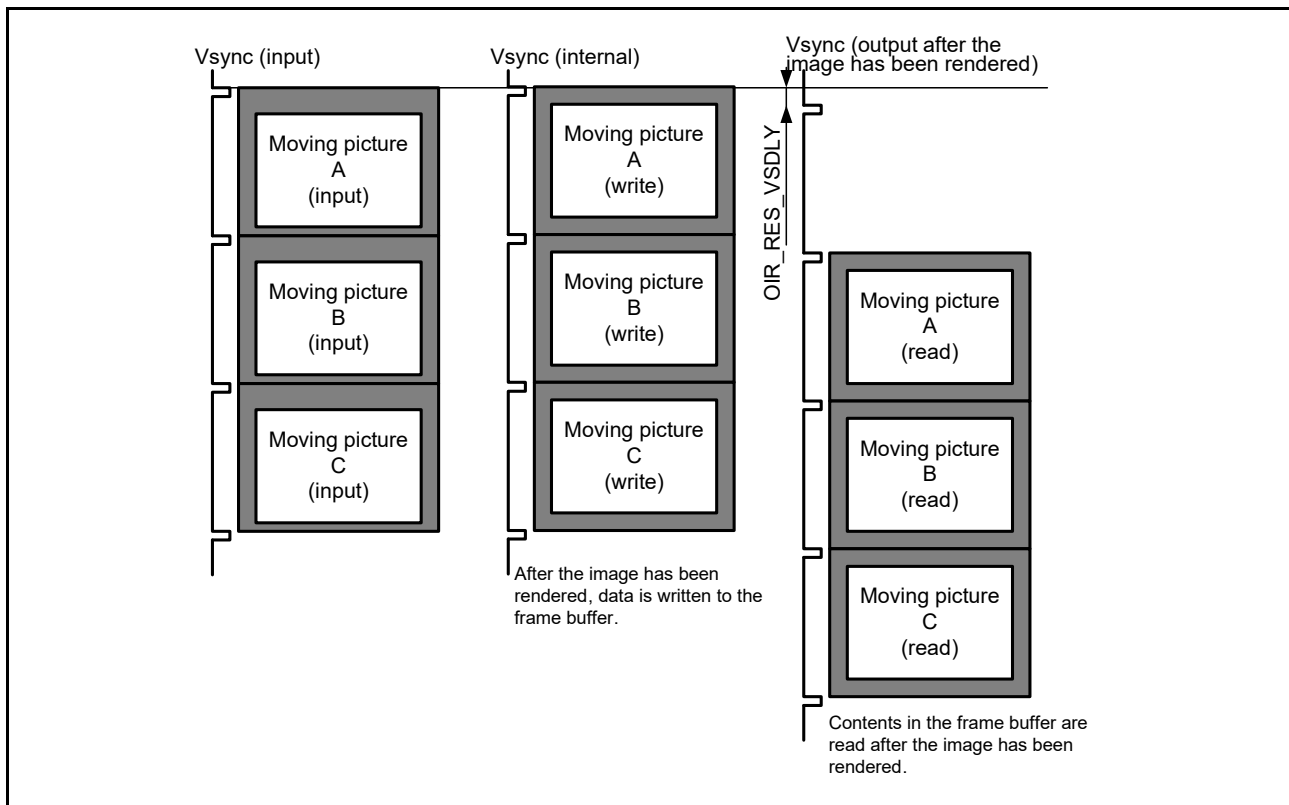 Vsync (input)
Moving picture
A
(input)
Moving picture
B
(input)
Moving picture
C
(input)
Vsync (internal)
Moving picture
A
(write)
Moving picture
B
(write)
Moving picture
C
(write)
After the image has been
rendered, data is written to the
frame buffer.
Vsync (output after the
image has been rendered)
OIR_RES_VSDLY
Moving picture
A
(read)
Moving picture
B
(read)
Moving picture
C
(read)
Contents in the frame buffer are
read after the image has been
rendered.